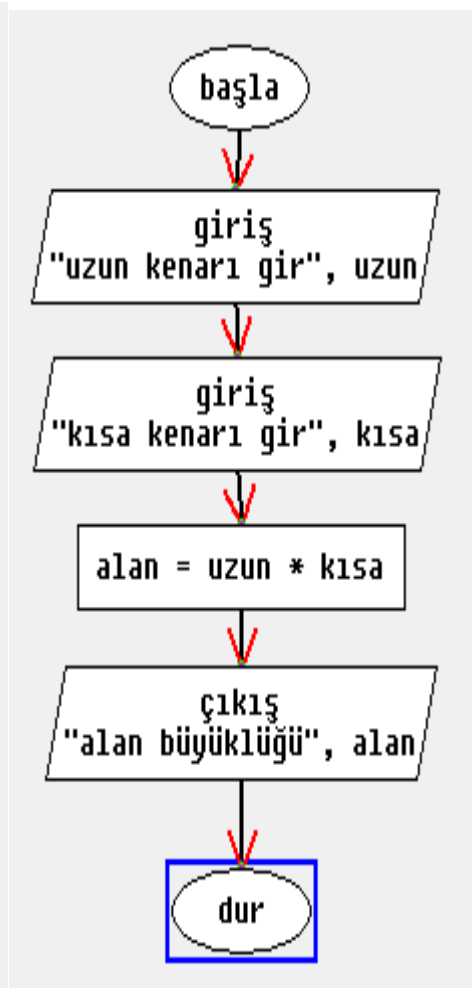 başla
giriş
"uzun kenarı gir", uzun
giriş
"kısa kenarı gir", kısa
alan = uzun * kısa
çıkış
"alan büyüklüğü", alan
dur